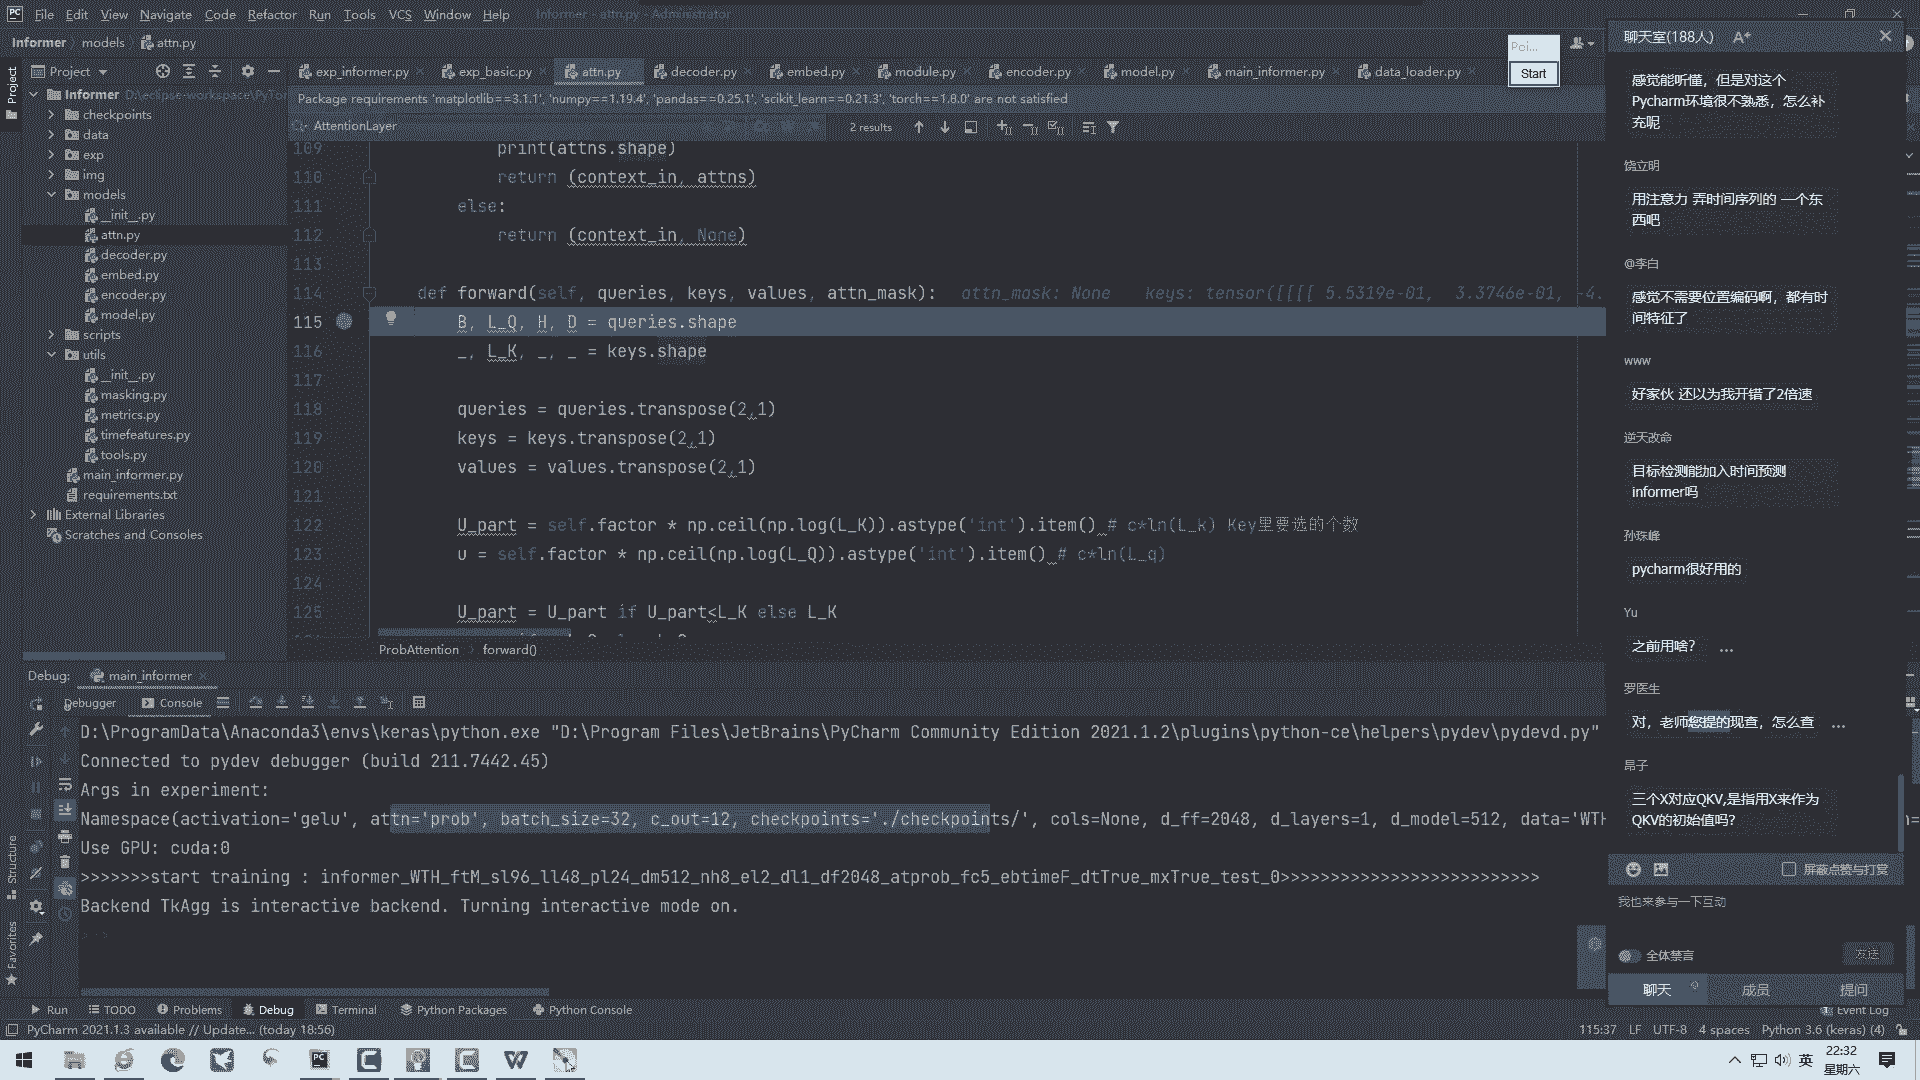 File Edit View Navigate Code Refactor Run Tools VCS Window Help Informer - attn.py - Administrator
Informer models attn.py
Project
exp_informer.py exp_basic.py attn.py decoder.py embed.py module.py encoder.py model.py main_informer.py data_loader.py
Package requirements 'matplotlib==3.1.1', 'numpy==1.19.4', 'pandas==0.25.1', 'scikit_learn==0.21.3', 'torch==1.8.0' are not satisfied
AttentionLayer 2 results
Poi...
Start
Project
Informer
checkpoints
data
exp
img
models
__init__.py
attn.py
decoder.py
embed.py
encoder.py
model.py
scripts
utils
__init__.py
masking.py
metrics.py
timefeatures.py
tools.py
main_informer.py
requirements.txt
External Libraries
Scratches and Consoles
109 print(attns.shape)
110 return (context_in, attns)
111 else:
112 return (context_in, None)
113
114 def forward(self, queries, keys, values, attn_mask): attn_mask: None keys: tensor([[[[ 5.5319e-01, 3.3746e-01, -4.
115 B, L_Q, H, D = queries.shape
116 _, L_K, _, _ = keys.shape
117
118 queries = queries.transpose(2,1)
119 keys = keys.transpose(2,1)
120 values = values.transpose(2,1)
121
122 U_part = self.factor * np.ceil(np.log(L_K)).astype('int').item() # c*ln(L_k) Key里要选的个数
123 u = self.factor * np.ceil(np.log(L_Q)).astype('int').item() # c*ln(L_q)
124
125 U_part = U_part if U_part<L_K else L_K
ProbAttention forward()
Debug: main_informer
Debugger Console
D:\ProgramData\Anaconda3\envs\keras\python.exe "D:\Program Files\JetBrains\PyCharm Community Edition 2021.1.2\plugins\python-ce\helpers\pydev\pydevd.py"
Connected to pydev debugger (build 211.7442.45)
Args in experiment:
Namespace(activation='gelu', attn='prob', batch_size=32, c_out=12, checkpoints='./checkpoints/', cols=None, d_ff=2048, d_layers=1, d_model=512, data='WTH
Use GPU: cuda:0
>>>>>>>start training : informer_WTH_ftM_sl96_ll48_pl24_dm512_nh8_el2_dl1_df2048_atprob_fc5_ebtimeF_dtTrue_mxTrue_test_0>>>>>>>>>>>>>>>>>>>>>>>>>>
Backend TkAgg is interactive backend. Turning interactive mode on.
Structure
Favorites
Run TODO Problems Debug Terminal Python Packages Python Console Event Log
PyCharm 2021.1.3 available // Update... (today 18:56) 115:37 LF UTF-8 4 spaces Python 3.6 (keras) (4)
聊天室(188人) A+
感觉能听懂，但是对这个
Pycharm环境很不熟悉，怎么补
充呢
饶立明
用注意力 弄时间序列的 一个东
西吧
@李白
感觉不需要位置编码啊，都有时
间特征了
www
好家伙 还以为我开错了2倍速
逆天改命
目标检测能加入时间预测
informer吗
孙珠峰
pycharm很好用的
Yu
之前用啥？ ...
罗医生
对，老师您提的现查，怎么查 ...
昂子
三个X对应QKV,是指用X来作为
QKV的初始值吗?
屏蔽点赞与打赏
我也来参与一下互动
全体禁言 发送
聊天 成员 提问
英 22:32
星期六